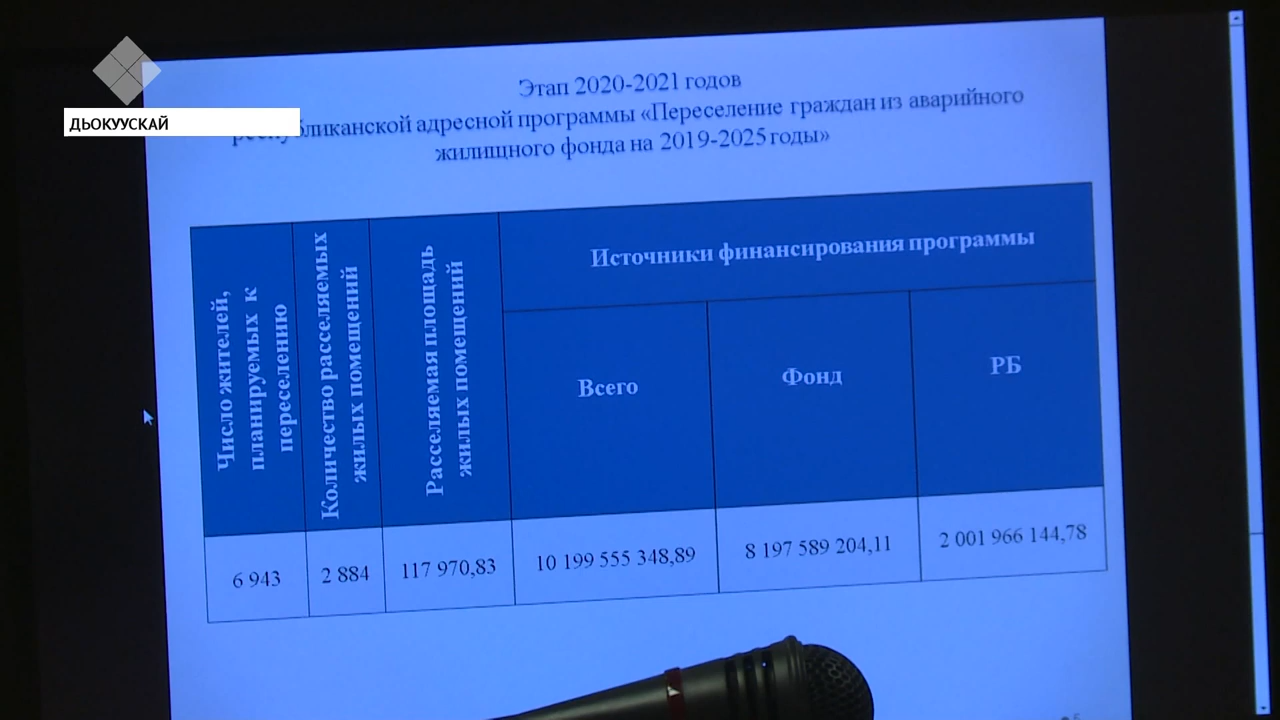 ДЬОКУУСКАЙ
Этап 2020-2021 годов
республиканской адресной программы «Переселение граждан из аварийного
жилищного фонда на 2019-2025 годы»
Число жителей,
планируемых к
переселению
Количество расселяемых
жилых помещений
Расселяемая площадь
жилых помещений
Источники финансирования программы
Всего
Фонд
РБ
6 943
2 884
117 970,83
10 199 555 348,89
8 197 589 204,11
2 001 966 144,78